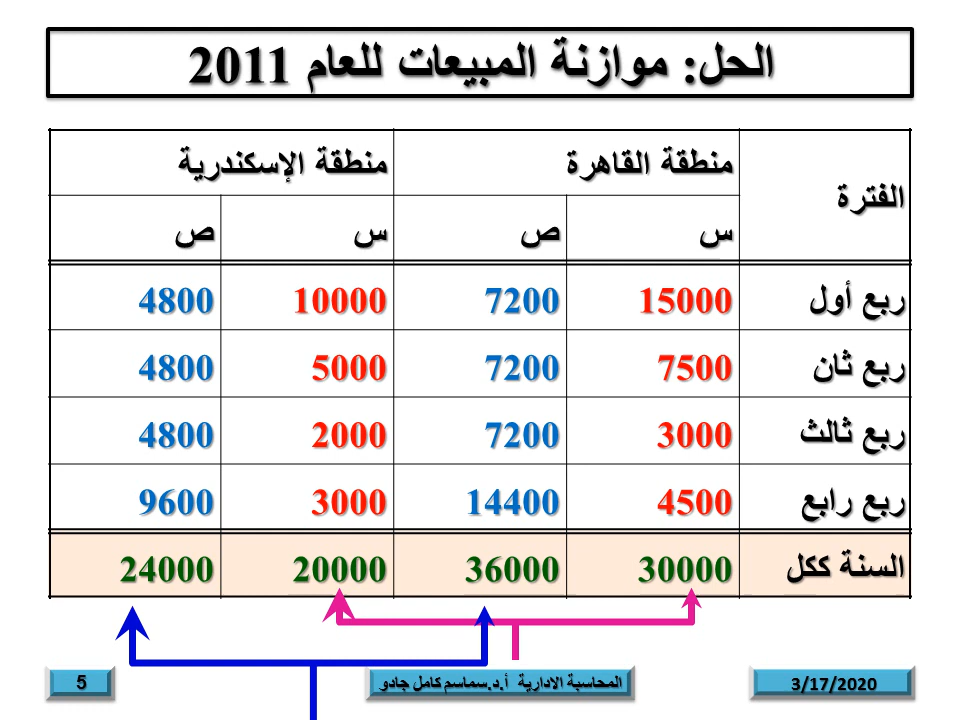 الحل: موازنة المبيعات للعام 2011
الفترة منطقة القاهرة منطقة الإسكندرية
س ص س ص
ربع أول 15000 7200 10000 4800
ربع ثان 7500 7200 5000 4800
ربع ثالث 3000 7200 2000 4800
ربع رابع 4500 14400 3000 9600
السنة ككل 30000 36000 20000 24000
3/17/2020 المحاسبة الادارية أ.د.سماسم كامل جادو 5